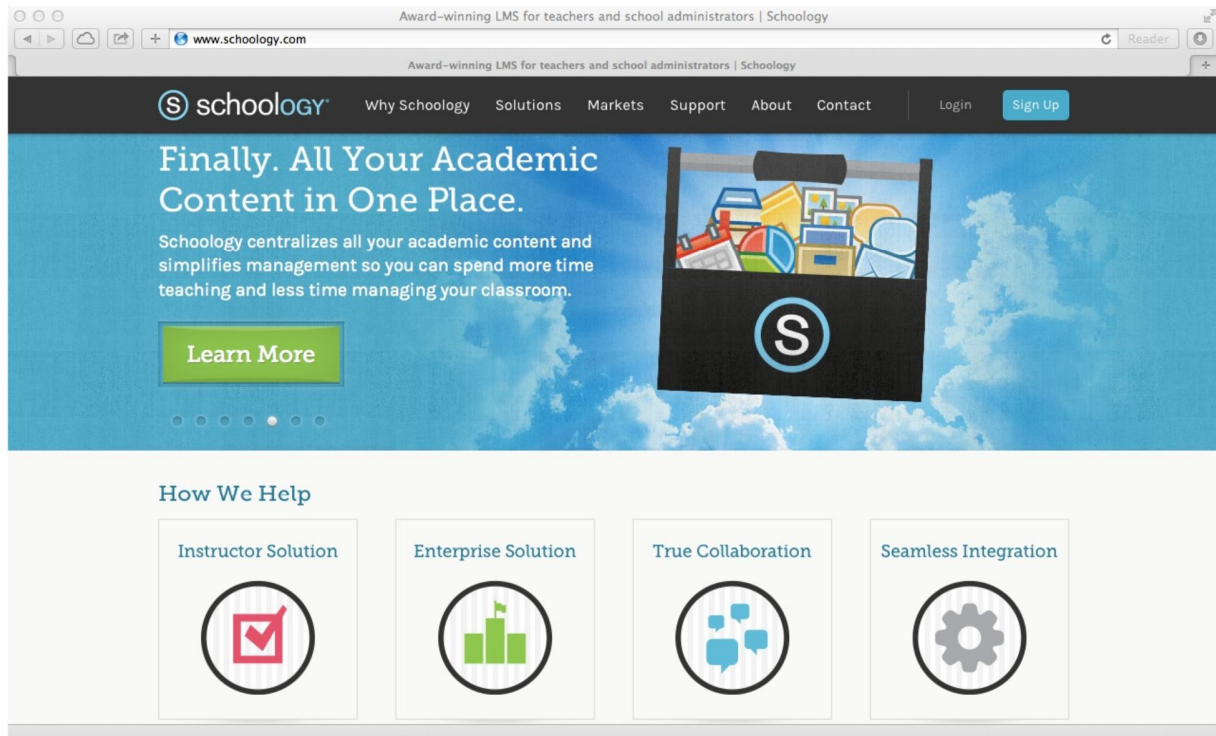 Award-winning LMS for teachers and school administrators | Schoology
www.schoology.com
Reader
Award-winning LMS for teachers and school administrators | Schoology
S schoology Why Schoology Solutions Markets Support About Contact Login Sign Up
Finally. All Your Academic
Content in One Place.
Schoology centralizes all your academic content and
simplifies management so you can spend more time
teaching and less time managing your classroom.
Learn More
S
How We Help
Instructor Solution Enterprise Solution True Collaboration Seamless Integration